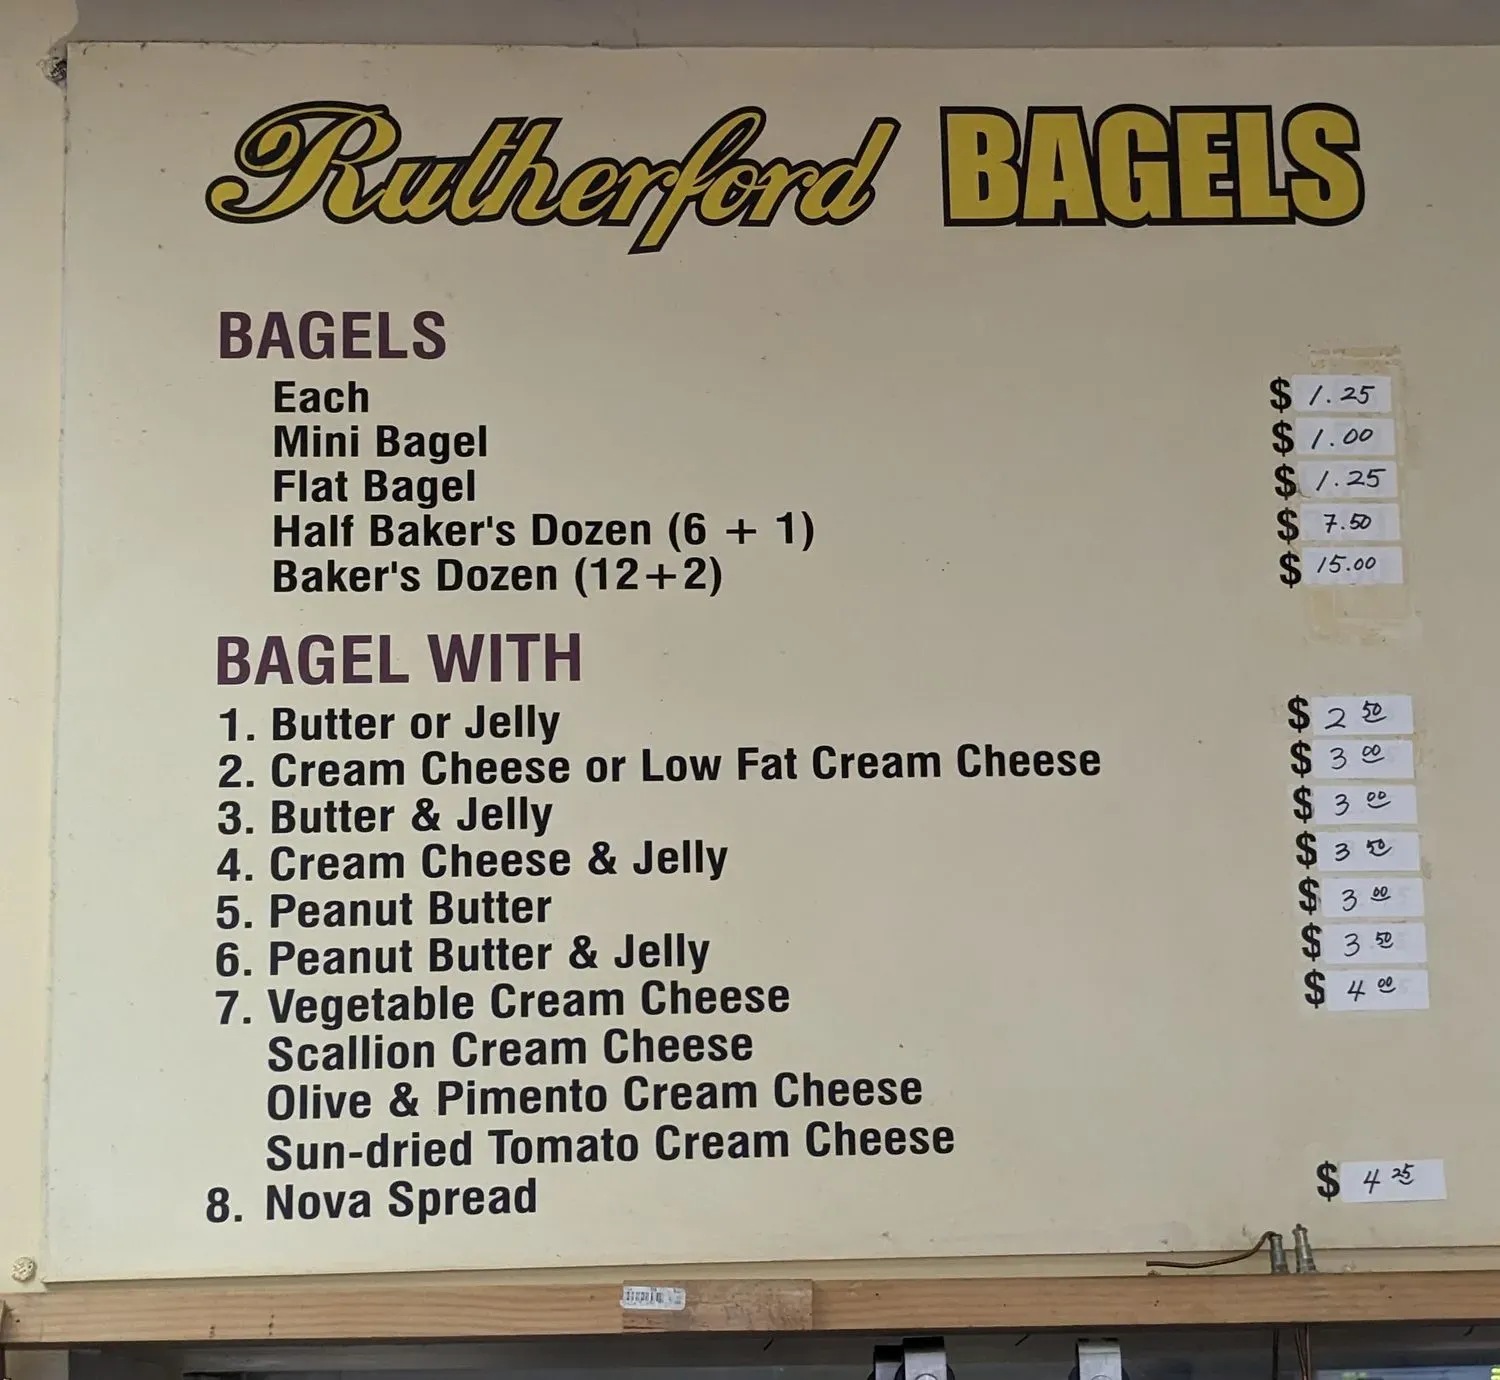 Rutherford BAGELS
BAGELS
Each $ 1.25
Mini Bagel $ 1.00
Flat Bagel $ 1.25
Half Baker's Dozen (6 + 1) $ 7.50
Baker's Dozen (12+2) $ 15.00
BAGEL WITH
1. Butter or Jelly $ 2 50
2. Cream Cheese or Low Fat Cream Cheese $ 3 00
3. Butter & Jelly $ 3 00
4. Cream Cheese & Jelly $ 3 50
5. Peanut Butter $ 3 00
6. Peanut Butter & Jelly $ 3 50
7. Vegetable Cream Cheese $ 4 00
Scallion Cream Cheese
Olive & Pimento Cream Cheese
Sun-dried Tomato Cream Cheese
8. Nova Spread $ 4 25